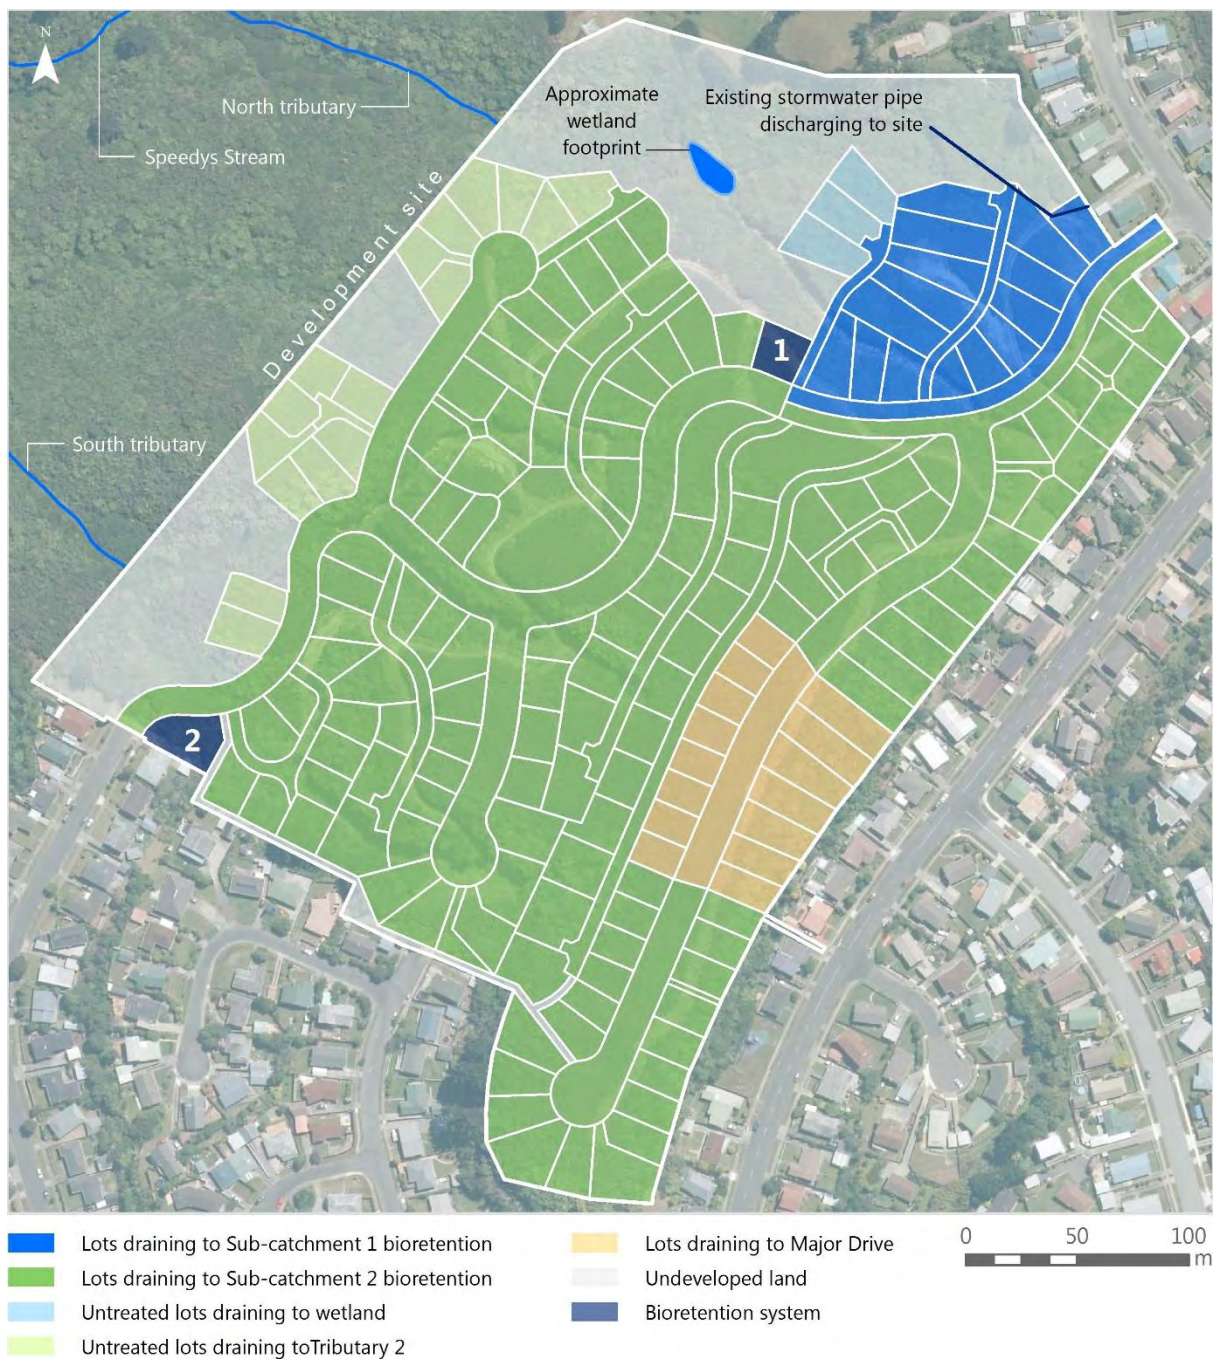 N
North tributary
Speedys Stream
Approximate
wetland
footprint
Existing stormwater pipe
discharging to site
Development site
1
South tributary
2
Lots draining to Sub-catchment 1 bioretention
Lots draining to Sub-catchment 2 bioretention
Untreated lots draining to wetland
Untreated lots draining toTributary 2
Lots draining to Major Drive
Undeveloped land
Bioretention system
0 50 100
m